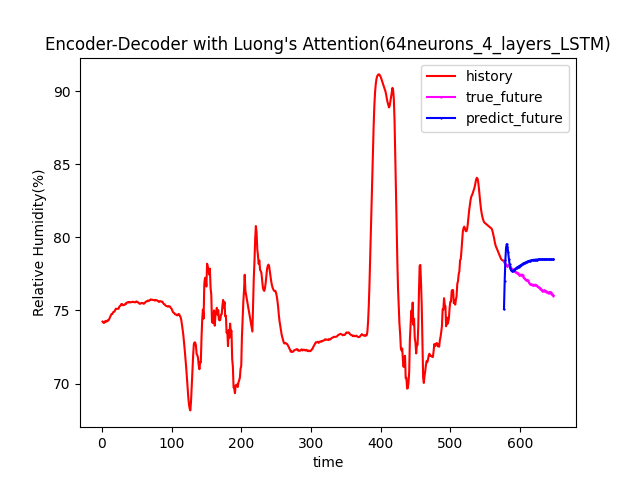 Encoder-Decoder with Luong's Attention(64neurons_4_layers_LSTM)
history
true_future
predict_future
90
85
80
75
70
Relative Humidity(%)
0 100 200 300 400 500 600
time